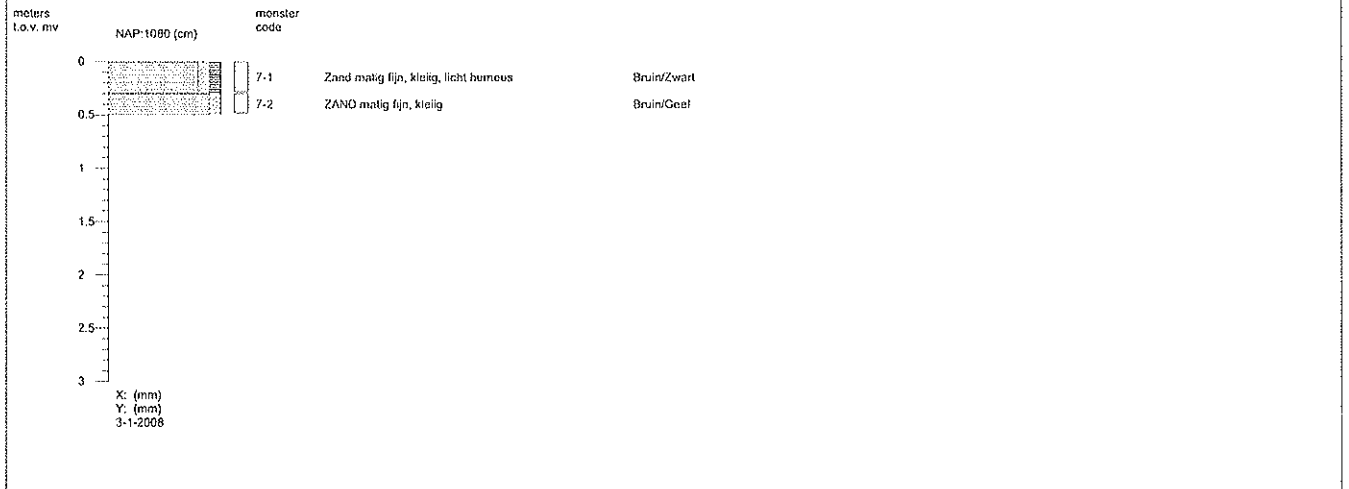 meters
t.o.v. mv
NAP:1080 (cm)
monster
code
0
7-1 Zand matig fijn, kleiig, licht humeus Bruin/Zwart
7-2 ZAND matig fijn, kleiig Bruin/Geel
0.5
1
1.5
2
2.5
3
X: (mm)
Y: (mm)
3-1-2008